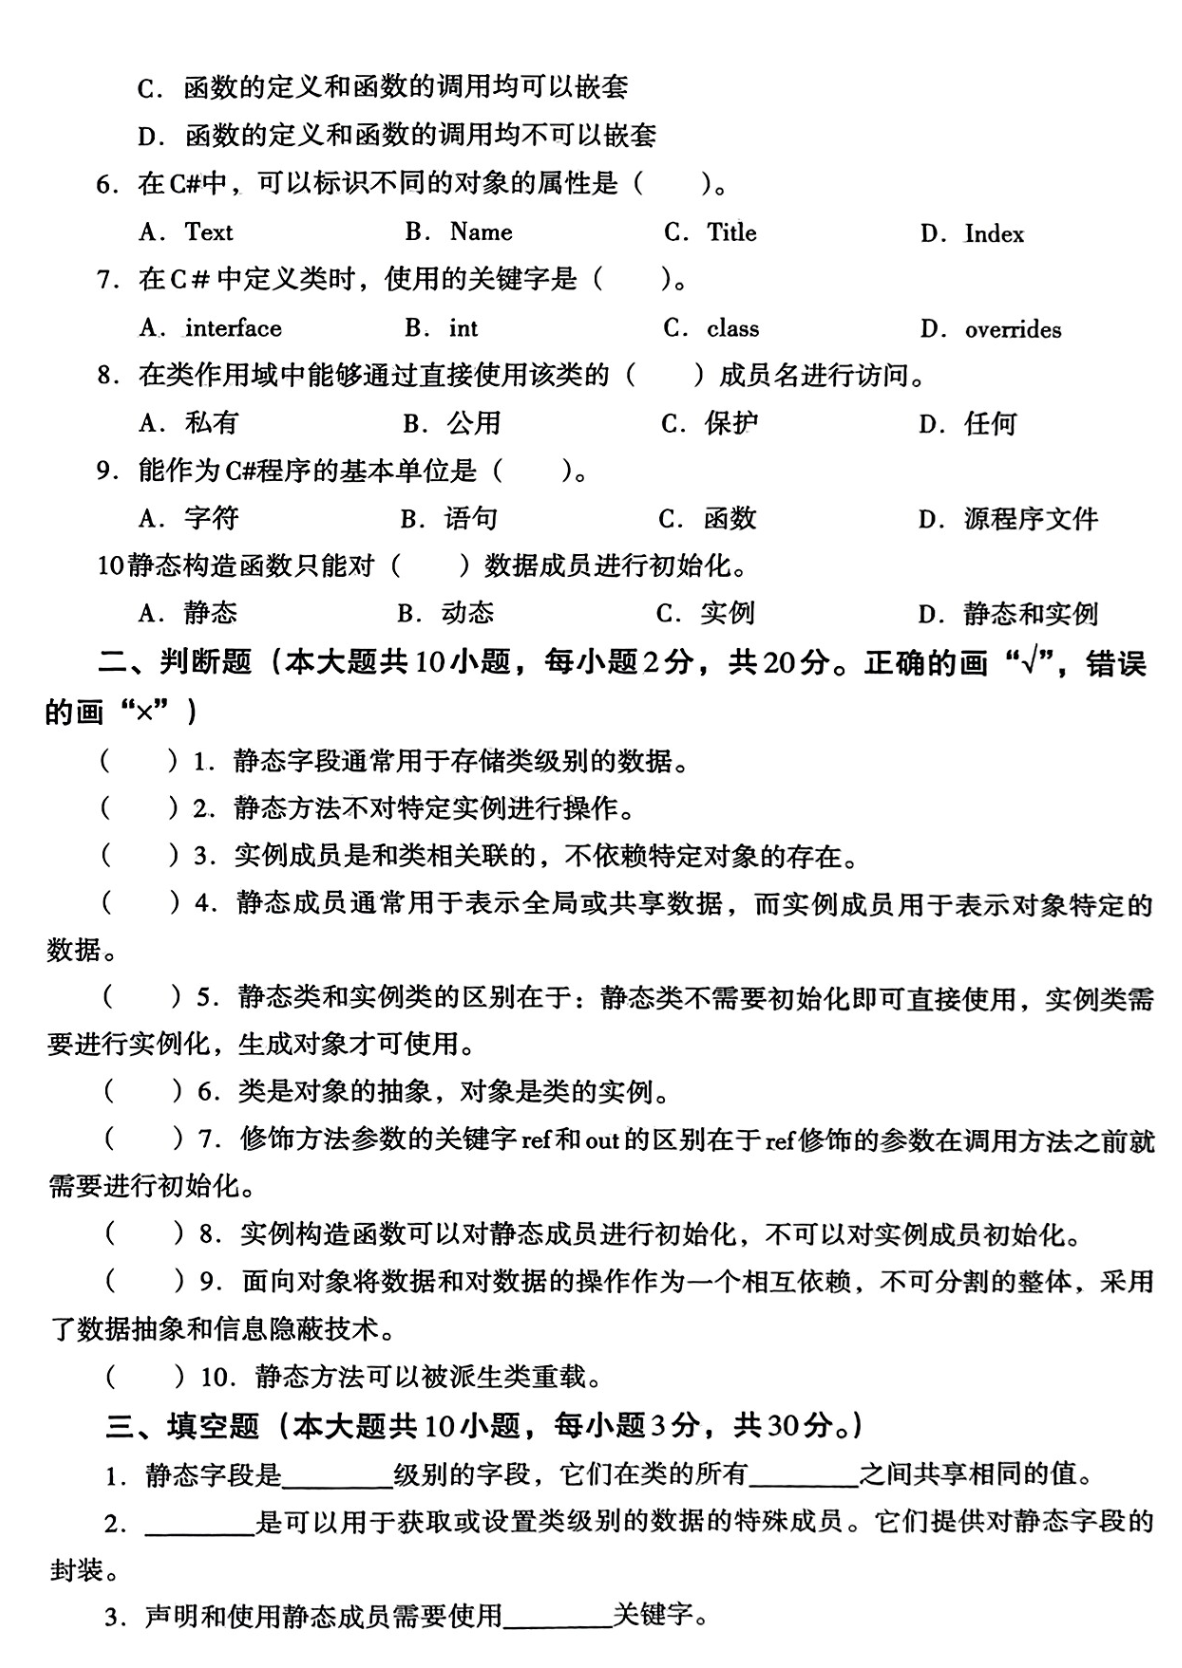 C．函数的定义和函数的调用均可以嵌套
D．函数的定义和函数的调用均不可以嵌套
6．在C#中，可以标识不同的对象的属性是（　　）。
A．Text　　B．Name　　C．Title　　D．Index
7．在C＃中定义类时，使用的关键字是（　　）。
A．interface　　B．int　　C．class　　D．overrides
8．在类作用域中能够通过直接使用该类的（　　）成员名进行访问。
A．私有　　B．公用　　C．保护　　D．任何
9．能作为C#程序的基本单位是（　　）。
A．字符　　B．语句　　C．函数　　D．源程序文件
10静态构造函数只能对（　　）数据成员进行初始化。
A．静态　　B．动态　　C．实例　　D．静态和实例
二、判断题（本大题共10小题，每小题2分，共20分。正确的画“√”，错误
的画“×”）
（　　）1．静态字段通常用于存储类级别的数据。
（　　）2．静态方法不对特定实例进行操作。
（　　）3．实例成员是和类相关联的，不依赖特定对象的存在。
（　　）4．静态成员通常用于表示全局或共享数据，而实例成员用于表示对象特定的
数据。
（　　）5．静态类和实例类的区别在于：静态类不需要初始化即可直接使用，实例类需
要进行实例化，生成对象才可使用。
（　　）6．类是对象的抽象，对象是类的实例。
（　　）7．修饰方法参数的关键字ref和out的区别在于ref修饰的参数在调用方法之前就
需要进行初始化。
（　　）8．实例构造函数可以对静态成员进行初始化，不可以对实例成员初始化。
（　　）9．面向对象将数据和对数据的操作作为一个相互依赖，不可分割的整体，采用
了数据抽象和信息隐蔽技术。
（　　）10．静态方法可以被派生类重载。
三、填空题（本大题共10小题，每小题3分，共30分。）
1．静态字段是________级别的字段，它们在类的所有________之间共享相同的值。
2．________是可以用于获取或设置类级别的数据的特殊成员。它们提供对静态字段的
封装。
3．声明和使用静态成员需要使用________关键字。